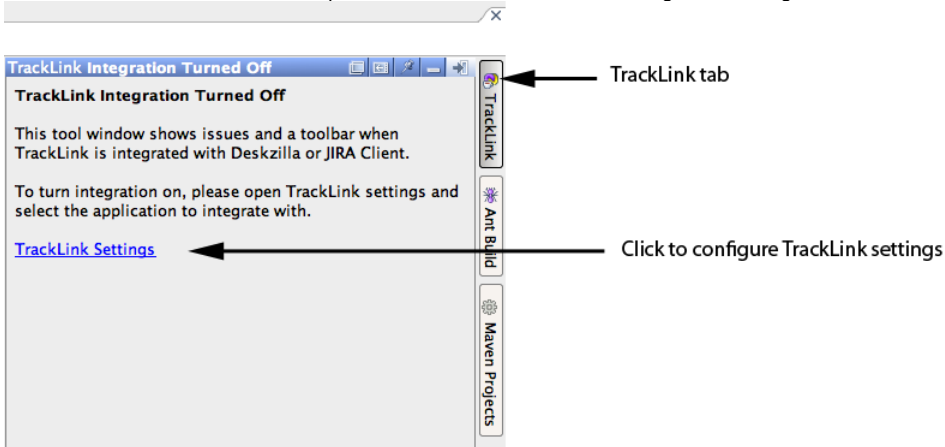 TrackLink Integration Turned Off
TrackLink Integration Turned Off
This tool window shows issues and a toolbar when
TrackLink is integrated with Deskzilla or JIRA Client.
To turn integration on, please open TrackLink settings and
select the application to integrate with.
TrackLink Settings
TrackLink
Ant Build
Maven Projects
TrackLink tab
Click to configure TrackLink settings